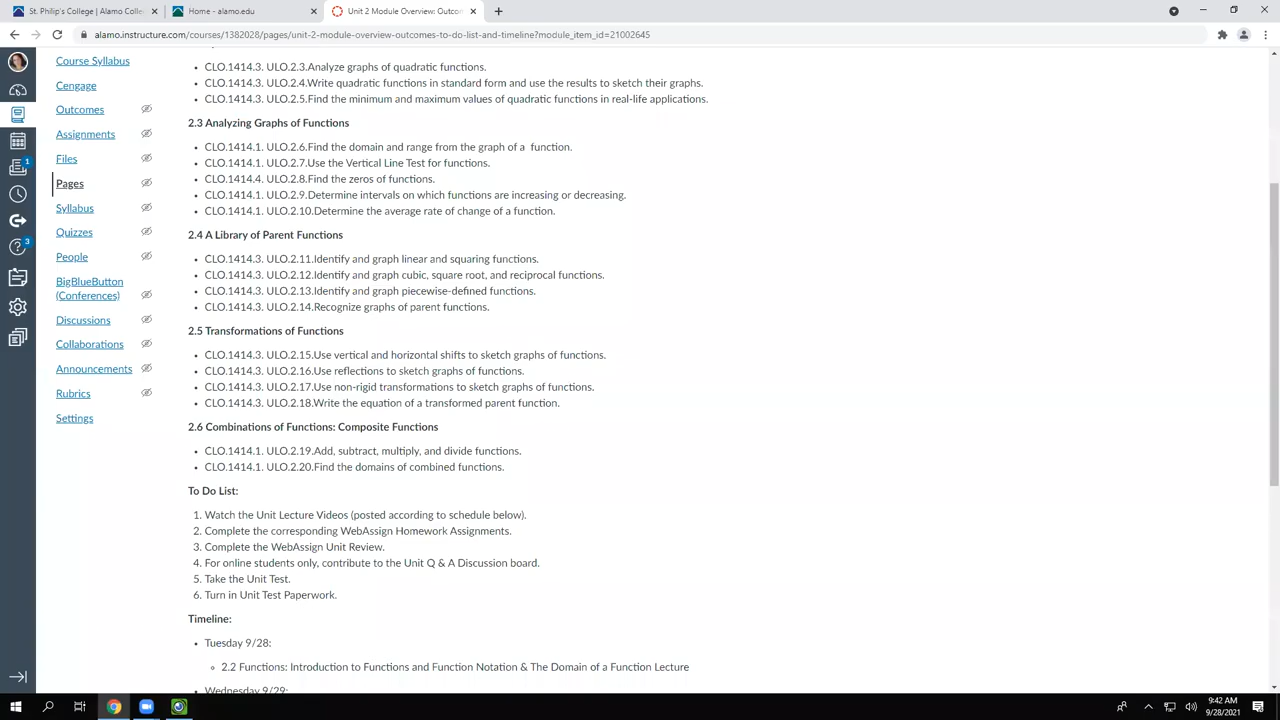 St. Philip's College | Alamo Colle
Home - alamo.edu
Unit 2 Module Overview: Outcom
alamo.instructure.com/courses/1382028/pages/unit-2-module-overview-outcomes-to-do-list-and-timeline?module_item_id=21002645
Course Syllabus
Cengage
Outcomes
Assignments
Files
1
Pages
Syllabus
Quizzes
3
People
BigBlueButton
(Conferences)
Discussions
Collaborations
Announcements
Rubrics
Settings
CLO.1414.3. ULO.2.3.Analyze graphs of quadratic functions.
CLO.1414.3. ULO.2.4.Write quadratic functions in standard form and use the results to sketch their graphs.
CLO.1414.3. ULO.2.5.Find the minimum and maximum values of quadratic functions in real-life applications.
2.3 Analyzing Graphs of Functions
CLO.1414.1. ULO.2.6.Find the domain and range from the graph of a function.
CLO.1414.1. ULO.2.7.Use the Vertical Line Test for functions.
CLO.1414.4. ULO.2.8.Find the zeros of functions.
CLO.1414.1. ULO.2.9.Determine intervals on which functions are increasing or decreasing.
CLO.1414.1. ULO.2.10.Determine the average rate of change of a function.
2.4 A Library of Parent Functions
CLO.1414.3. ULO.2.11.Identify and graph linear and squaring functions.
CLO.1414.3. ULO.2.12.Identify and graph cubic, square root, and reciprocal functions.
CLO.1414.3. ULO.2.13.Identify and graph piecewise-defined functions.
CLO.1414.3. ULO.2.14.Recognize graphs of parent functions.
2.5 Transformations of Functions
CLO.1414.3. ULO.2.15.Use vertical and horizontal shifts to sketch graphs of functions.
CLO.1414.3. ULO.2.16.Use reflections to sketch graphs of functions.
CLO.1414.3. ULO.2.17.Use non-rigid transformations to sketch graphs of functions.
CLO.1414.3. ULO.2.18.Write the equation of a transformed parent function.
2.6 Combinations of Functions: Composite Functions
CLO.1414.1. ULO.2.19.Add, subtract, multiply, and divide functions.
CLO.1414.1. ULO.2.20.Find the domains of combined functions.
To Do List:
1. Watch the Unit Lecture Videos (posted according to schedule below).
2. Complete the corresponding WebAssign Homework Assignments.
3. Complete the WebAssign Unit Review.
4. For online students only, contribute to the Unit Q & A Discussion board.
5. Take the Unit Test.
6. Turn in Unit Test Paperwork.
Timeline:
Tuesday 9/28:
2.2 Functions: Introduction to Functions and Function Notation & The Domain of a Function Lecture
Wednesday 9/29:
9:42 AM
9/28/2021